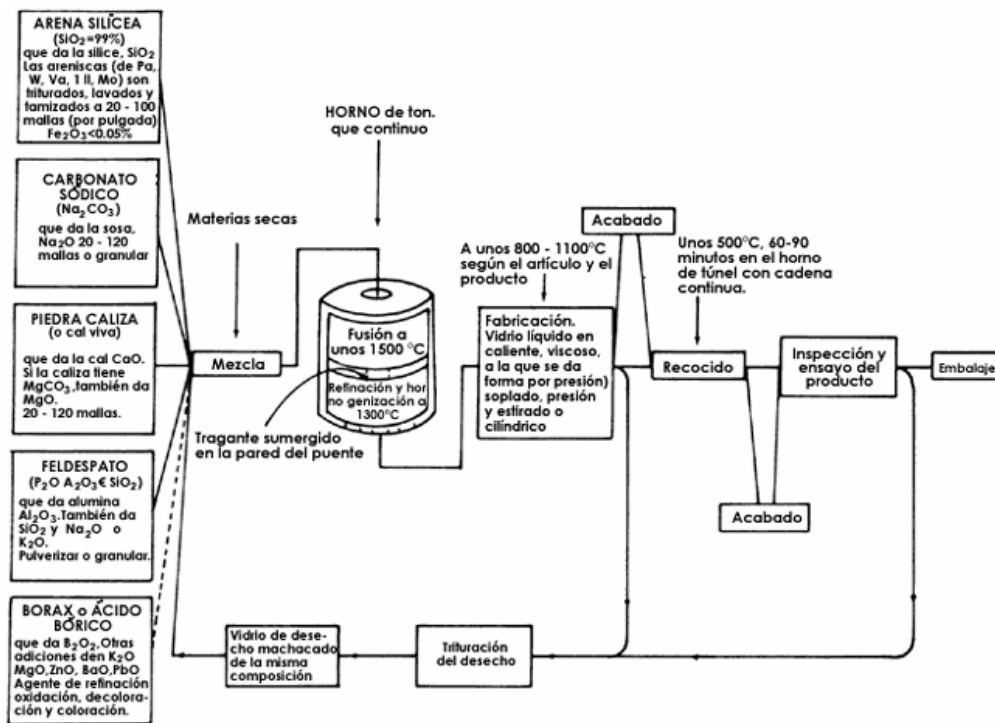 ARENA SILÍCEA
(SiO₂=99%)
que da la silice, SiO₂
Las areniscas (de Pa,
W, Va, 1 ll, Mo) son
triturados, lavados y
tamizados a 20 - 100
mallas (por pulgada)
Fe₂O₃<0.05%
CARBONATO
SÓDICO
(Na₂CO₃)
que da la sosa,
Na₂O 20 - 120
mallas o granular
PIEDRA CALIZA
(o cal viva)
que da la cal CaO.
Si la caliza tiene
MgCO₃,también da
MgO.
20 - 120 mallas.
FELDESPATO
(P₂O A₂O₃€ SiO₂)
que da alumina
Al₂O₃.También da
SiO₂ y Na₂O o
K₂O.
Pulverizar o granular.
BORAX o ÁCIDO
BÓRICO
que da B₂O₂,Otras
adiciones den K₂O
MgO,ZnO, BaO,PbO
Agente de refinación
oxidación, decolora-
ción y coloración.
Materias secas
Mezcla
HORNO de ton.
que continuo
Fusión a
unos 1500 °C
Refinación y hor
no genización a
1300°C
Tragante sumergido
en la pared del puente
A unos 800 - 1100°C
según el artículo y el
producto
Fabricación.
Vidrio líquido en
caliente, viscoso,
a la que se da
forma por presión)
soplado, presión
y estirado o
cilíndrico
Acabado
Unos 500°C, 60-90
minutos en el horno
de túnel con cadena
continua.
Recocido
Acabado
Inspección y
ensayo del
producto
Embalaje
Trituración
del desecho
Vidrio de dese-
cho machacado
de la misma
composición